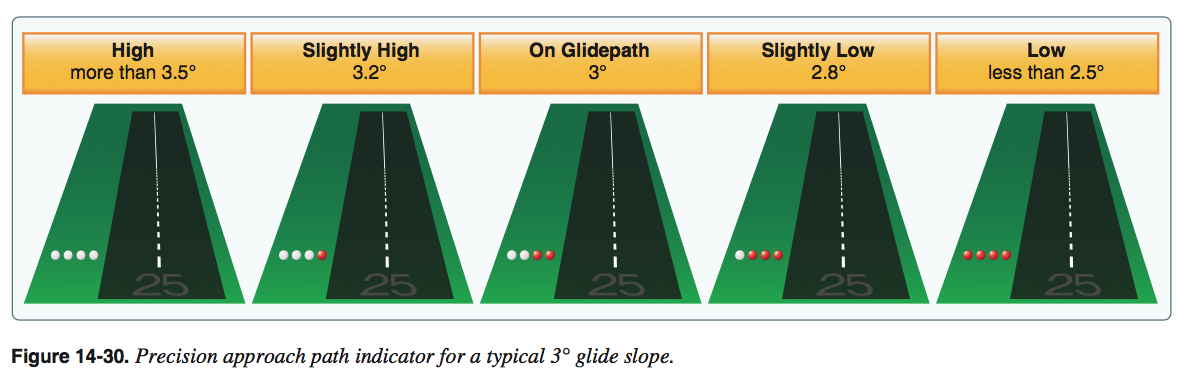 High
more than 3.5°
Slightly High
3.2°
On Glidepath
3°
Slightly Low
2.8°
Low
less than 2.5°
25
25
25
25
25
Figure 14-30. Precision approach path indicator for a typical 3° glide slope.